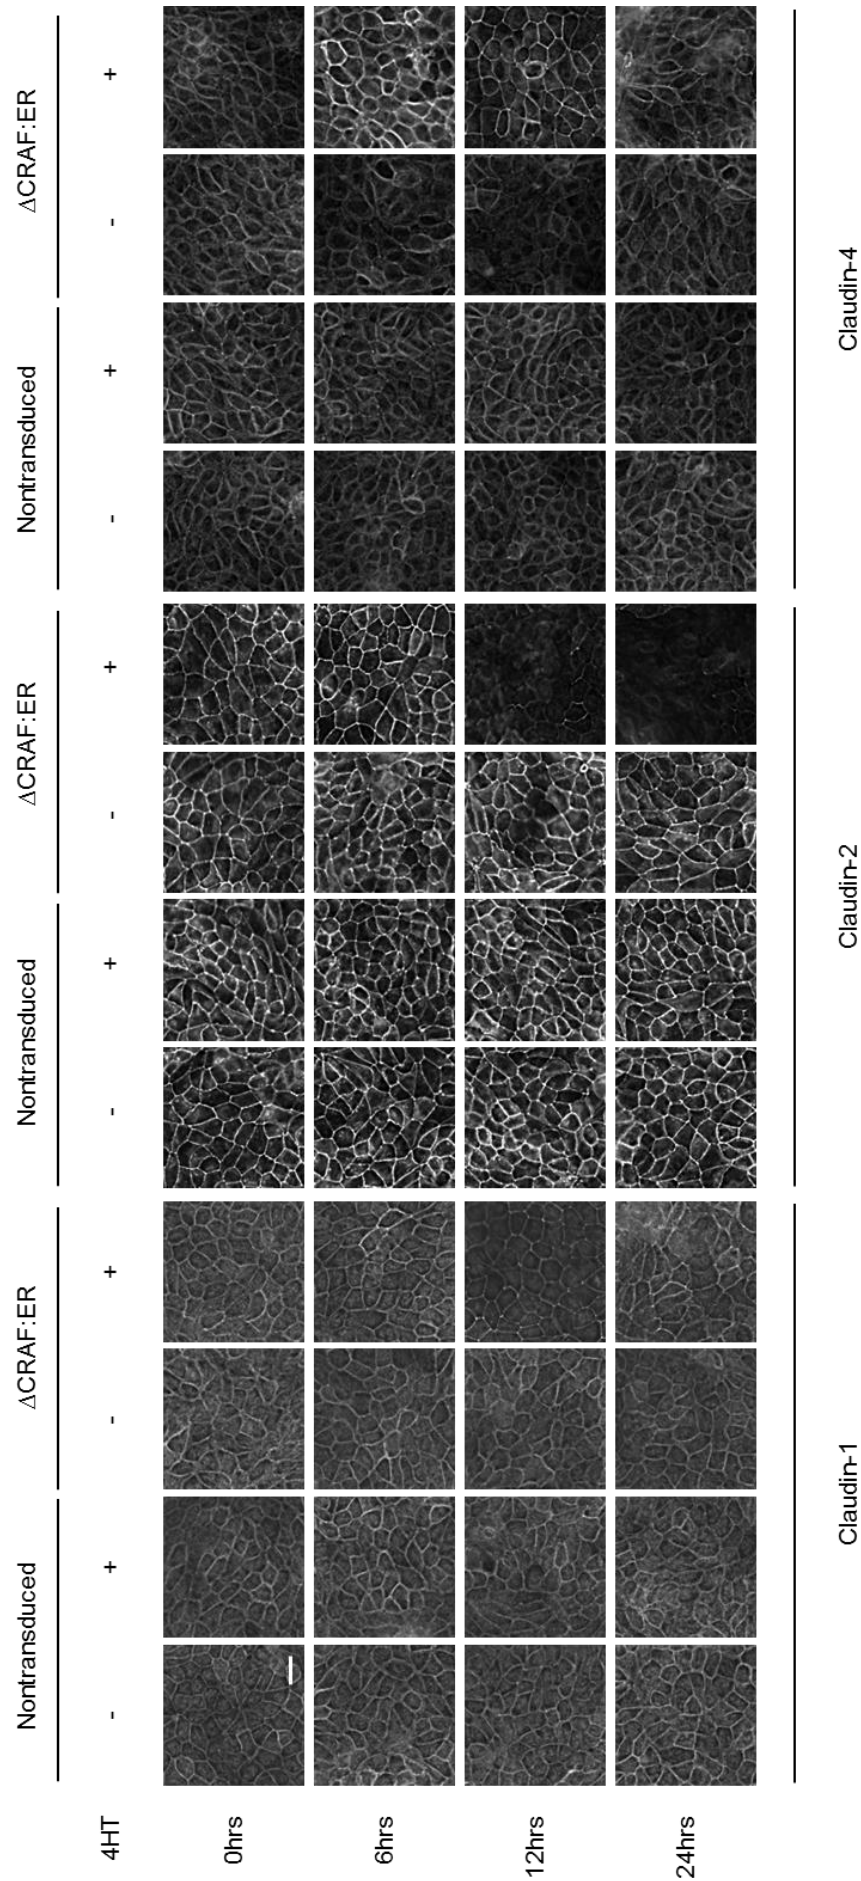 Nontransduced ΔCRAF:ER Nontransduced ΔCRAF:ER Nontransduced ΔCRAF:ER
4HT - + - + - + - + - + - +
0hrs
6hrs
12hrs
24hrs
Claudin-1 Claudin-2 Claudin-4